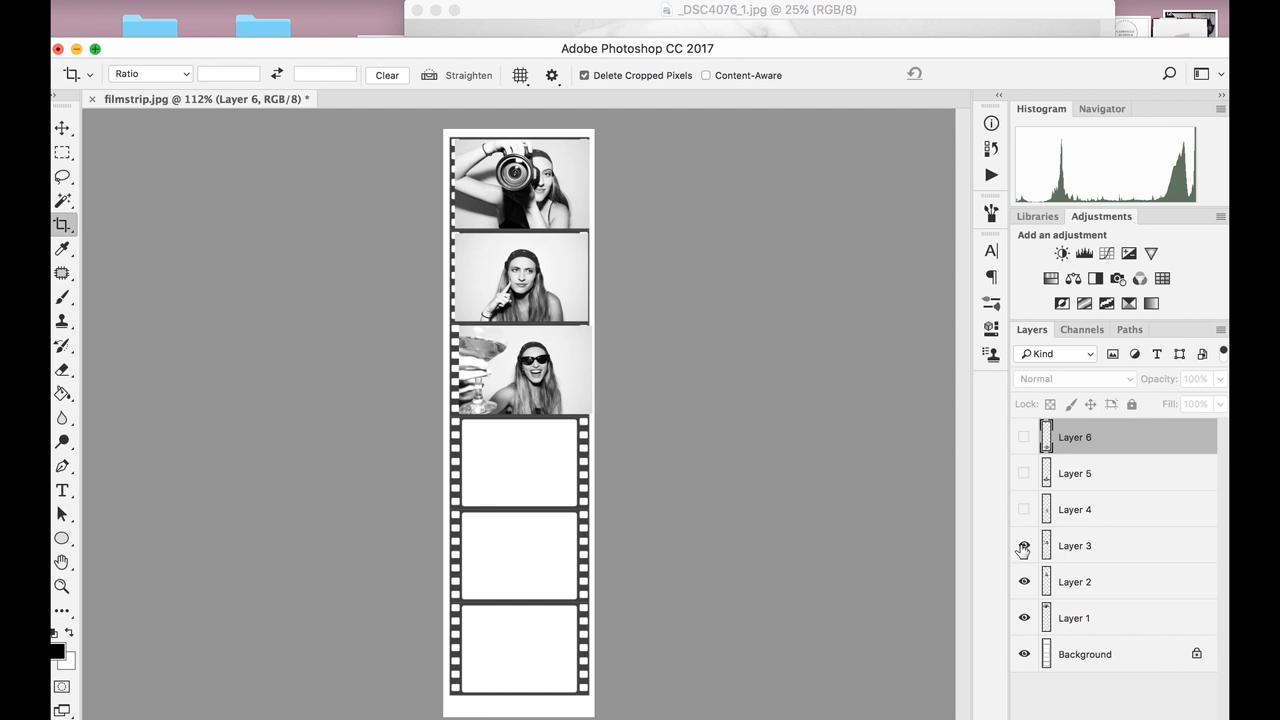 _DSC4076_1.jpg @ 25% (RGB/8)
Adobe Photoshop CC 2017
Ratio
Clear
Straighten
Delete Cropped Pixels
Content-Aware
filmstrip.jpg @ 112% (Layer 6, RGB/8) *
Histogram
Navigator
Libraries
Adjustments
Add an adjustment
Layers
Channels
Paths
Kind
Normal
Opacity: 100%
Lock:
Fill: 100%
Layer 6
Layer 5
Layer 4
Layer 3
Layer 2
Layer 1
Background